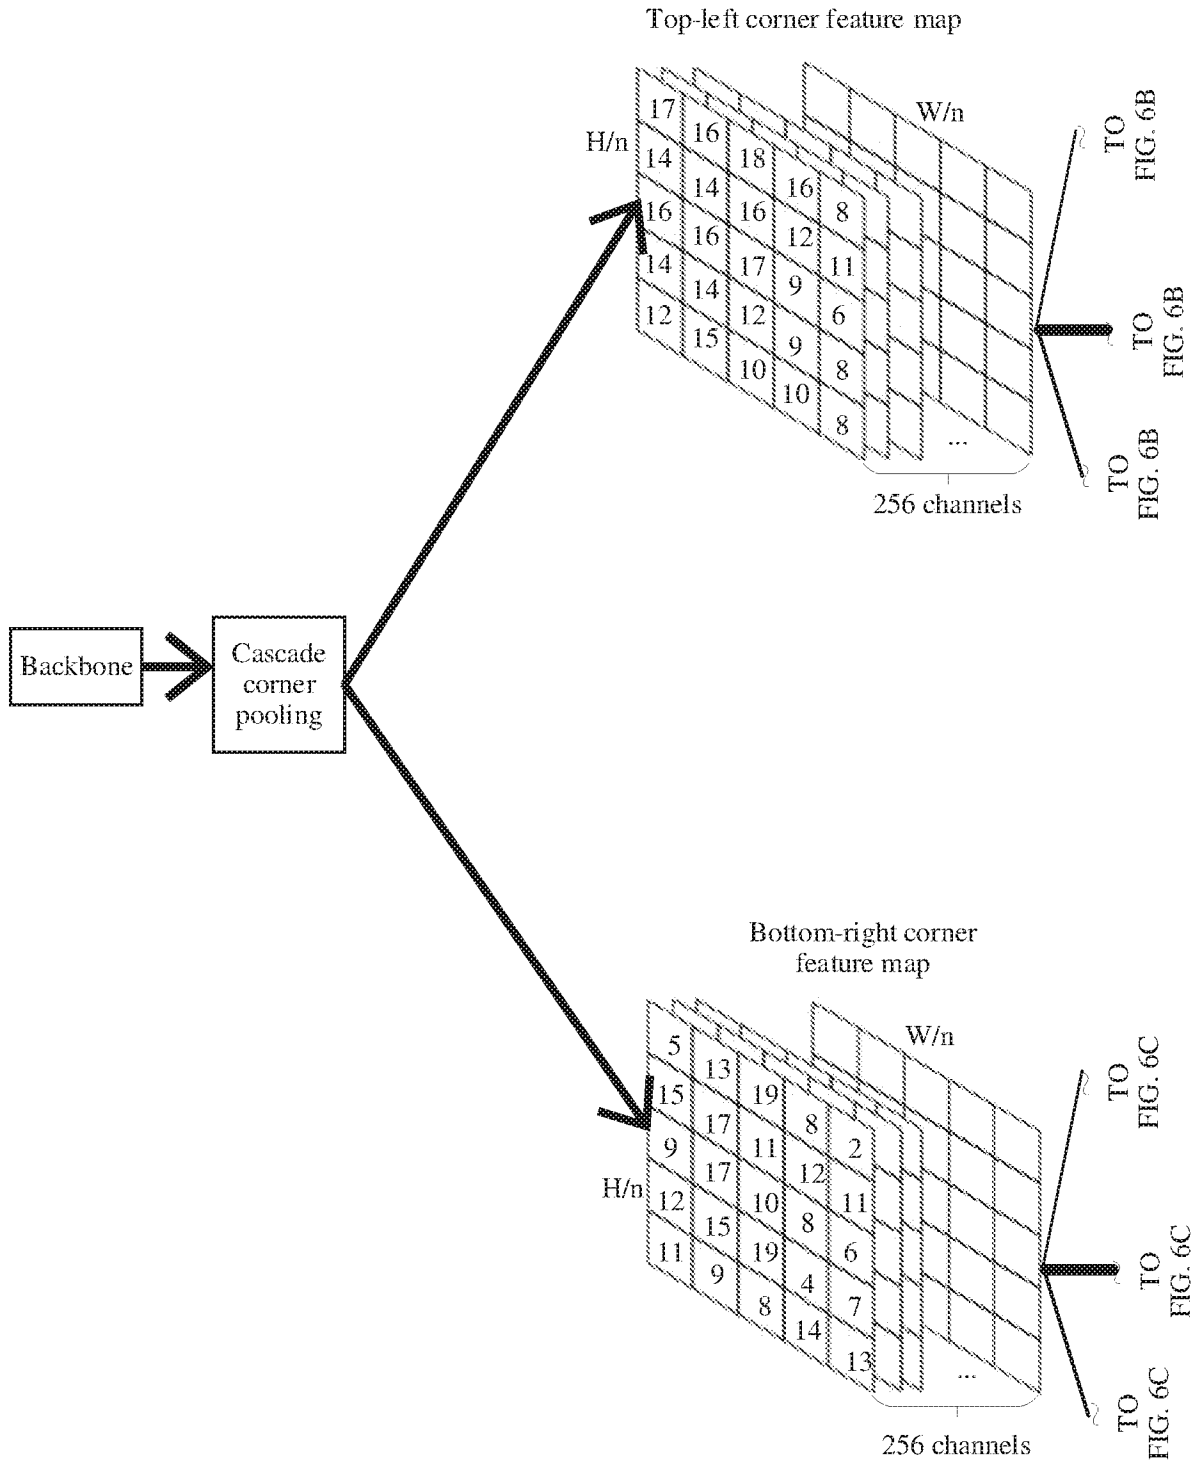 Top-left corner feature map
W/n
H/n
17 16 18 16 8
14 14 16 12 11
16 16 17 9 6
14 14 12 9 8
12 15 10 10 8
...
256 channels
TO
FIG. 6B
TO
FIG. 6B
TO
FIG. 6B
Backbone
Cascade
corner
pooling
Bottom-right corner
feature map
W/n
H/n
5 13 19 8 2
15 17 11 12 11
9 17 10 8 6
12 15 19 4 7
11 9 8 14 13
...
256 channels
TO
FIG. 6C
TO
FIG. 6C
TO
FIG. 6C